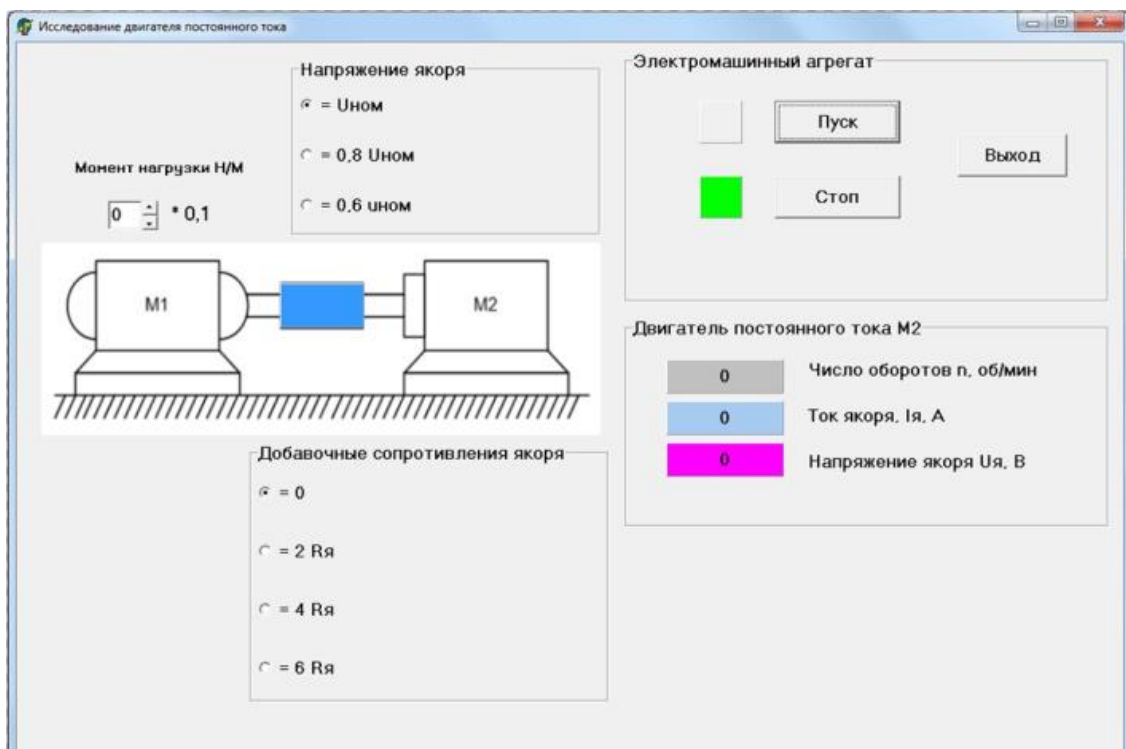 Исследование двигателя постоянного тока
Момент нагрузки Н/М
0 * 0,1
Напряжение якоря
= Uном
= 0,8 Uном
= 0,6 uном
Электромашинный агрегат
Пуск
Стоп
Выход
M1
M2
Двигатель постоянного тока М2
0 Число оборотов n, об/мин
0 Ток якоря, Iя, А
0 Напряжение якоря Uя, В
Добавочные сопротивления якоря
= 0
= 2 Rя
= 4 Rя
= 6 Rя